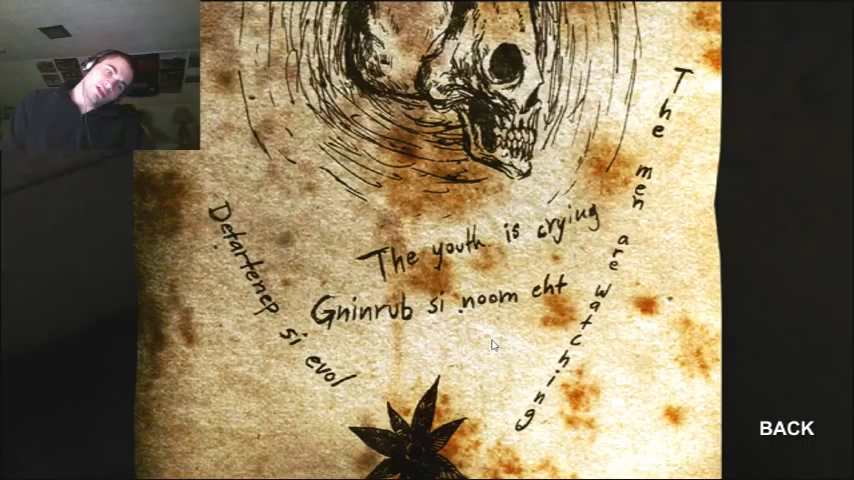 The men are watching
The youth is crying
Gninrub si noom eht
Detartenep si evol
BACK